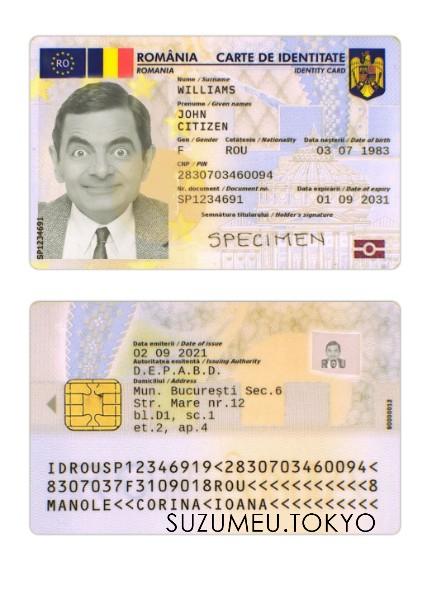 RO
ROMÂNIA CARTE DE IDENTITATE
ROMANIA IDENTITY CARD
Nume / Surname
WILLIAMS
Prenume / Given names
JOHN
CITIZEN
Gen / Gender Cetățenie / Nationality Data nașterii / Date of birth
F ROU 03 07 1983
CNP / PIN
2830703460094
Nr. document / Document no. Data expirării / Date of expiry
SP1234691 01 09 2031
Semnătura titularului / Holder's signature
SPECIMEN
SP1234691
Data emiterii / Date of issue
02 09 2021
Autoritatea emitentă / Issuing Authority
D.E.P.A.B.D.
Domiciliul / Address
Mun. București Sec.6
Str. Mare nr.12
bl.D1, sc.1
et.2, ap.4
ROU
IDROUSP12346919<2830703460094<
8307037F3109018ROU<<<<<<<<<<<8
MANOLE<<CORINA<IOANA<<<<<<<<<<
SUZUMEU.TOKYO